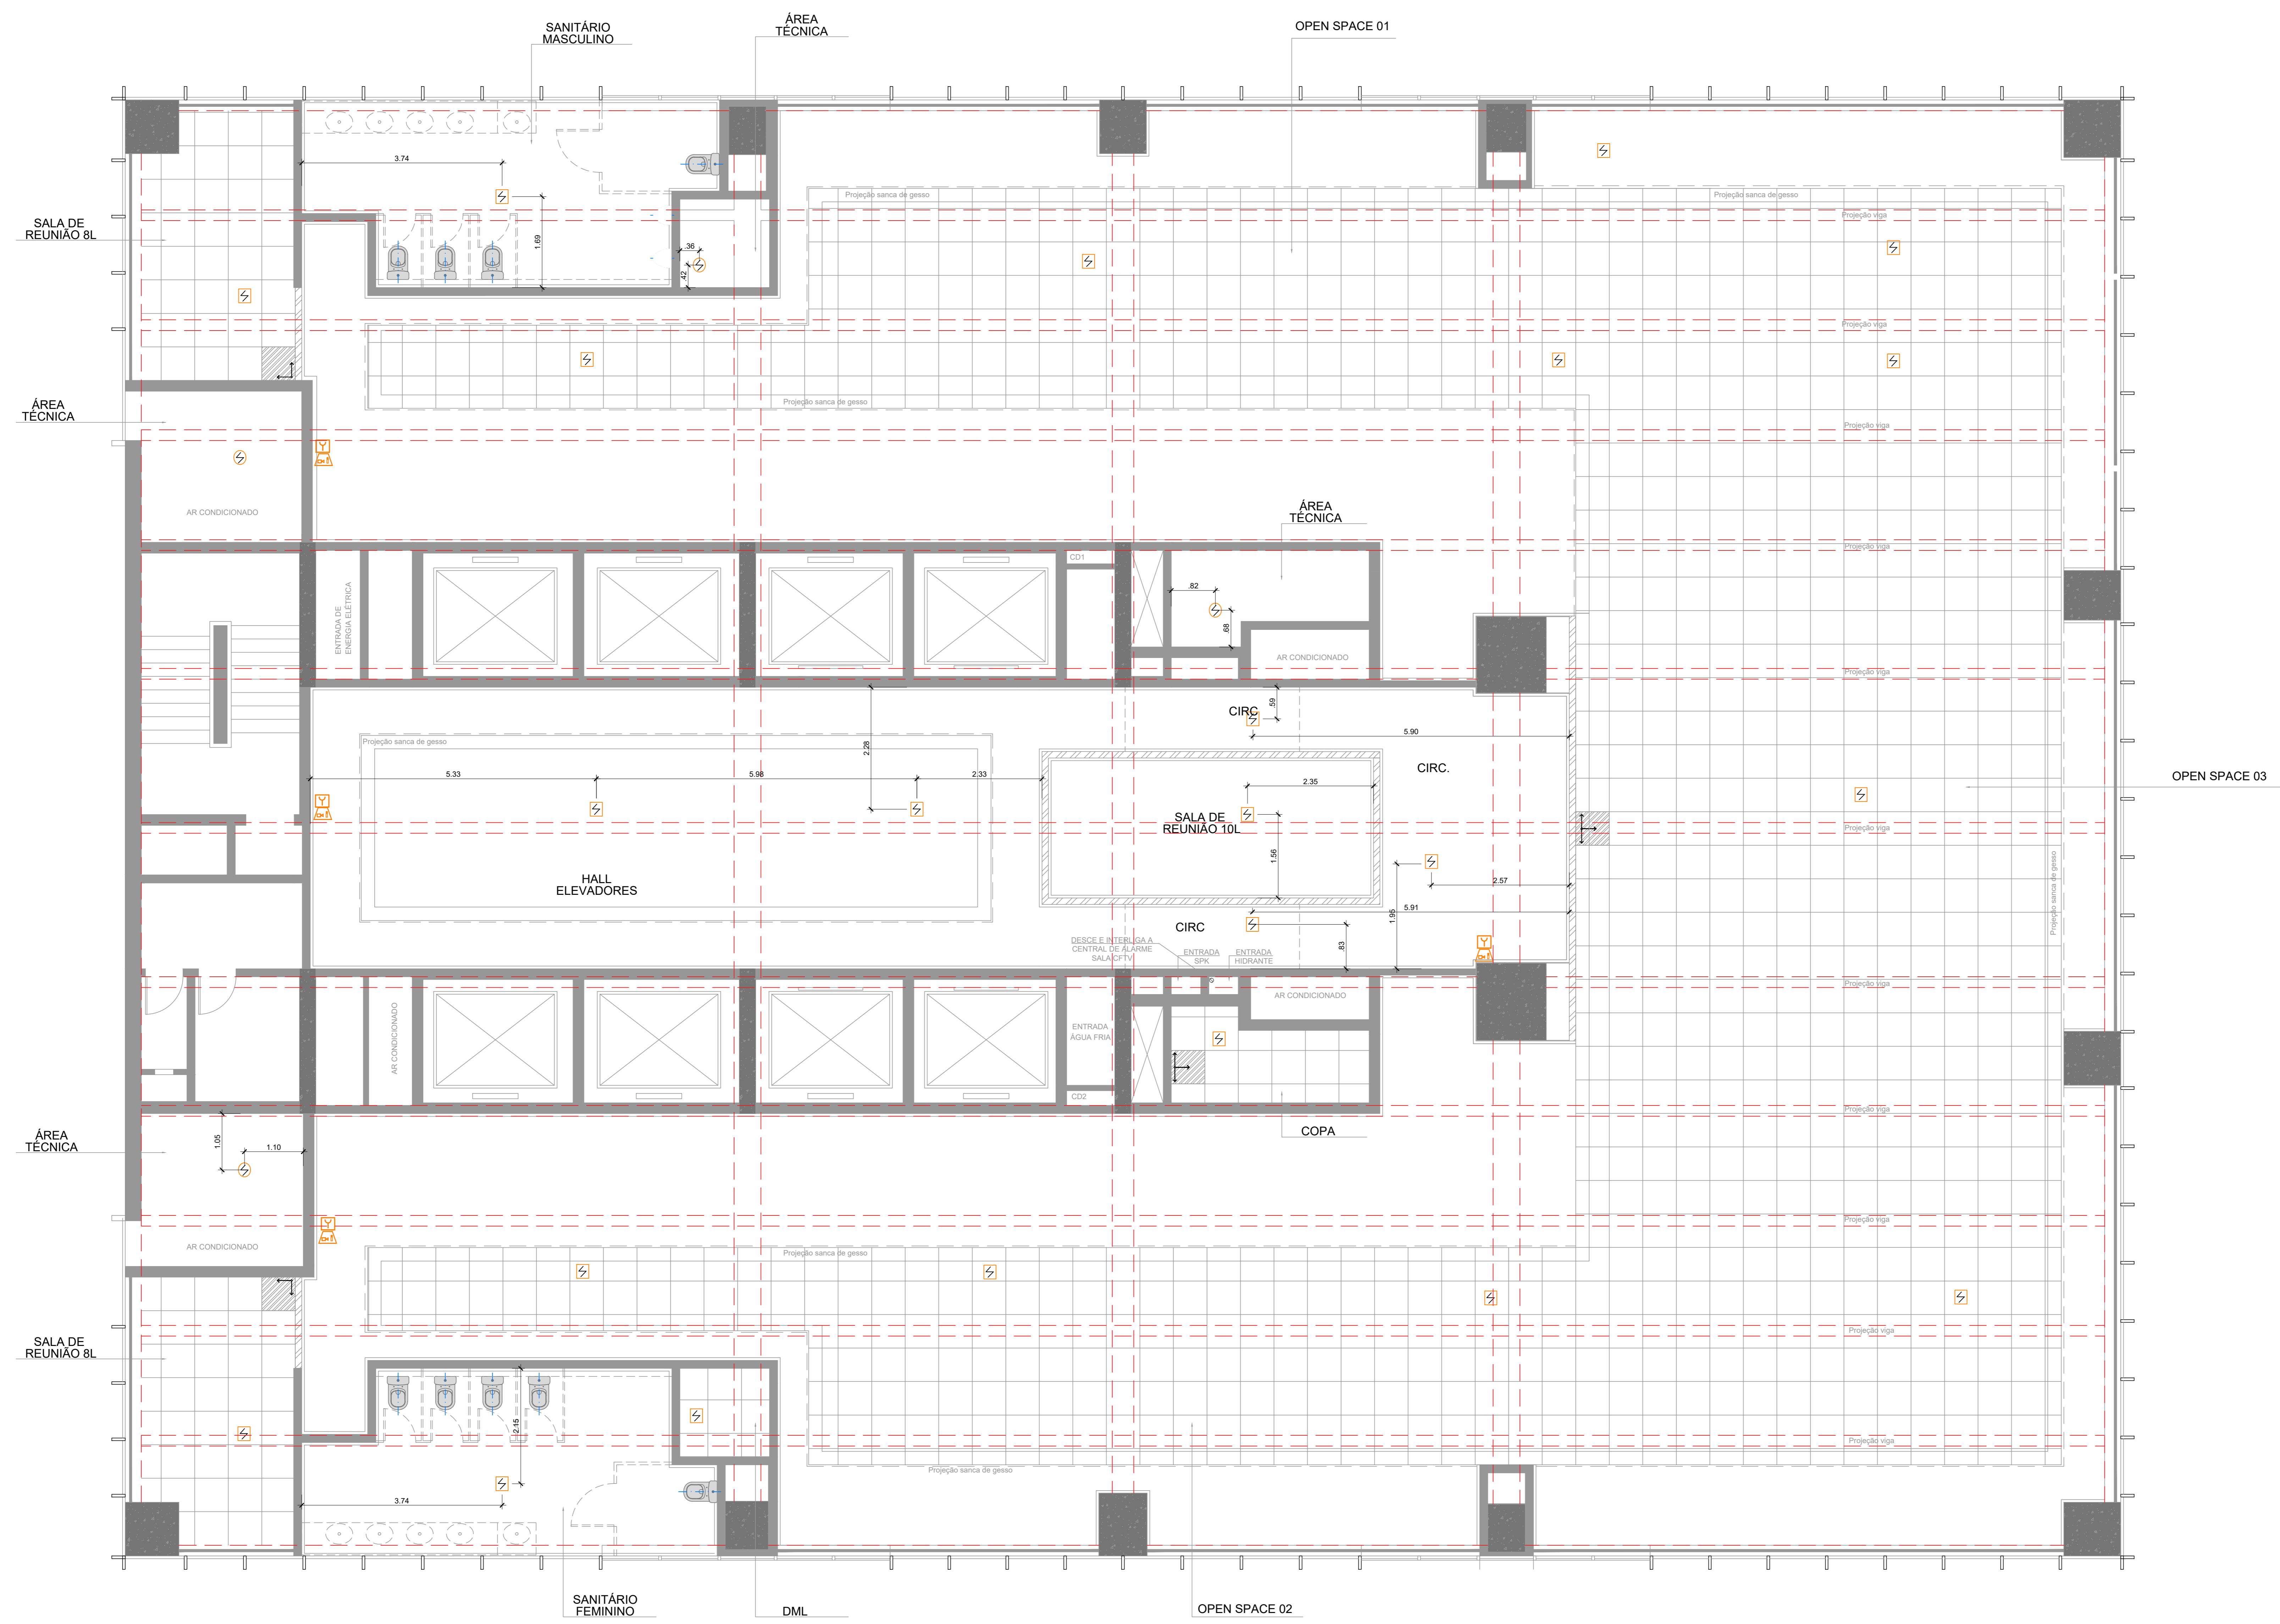 ÁREA
TÉCNICA
SANITÁRIO
MASCULINO
OPEN SPACE 01
3.74
Projeção sanca de gesso
Projeção sanca de gesso
Projeção viga
SALA DE
REUNIÃO 8L
1.69
.36
.42
Projeção viga
Projeção sanca de gesso
ÁREA
TÉCNICA
Projeção viga
AR CONDICIONADO
ÁREA
TÉCNICA
Projeção viga
CD1
ENTRADA DE
ENERGIA ELÉTRICA
.82
.68
AR CONDICIONADO
Projeção viga
.59
CIRC
5.90
Projeção sanca de gesso
2.28
CIRC.
5.33
5.98
2.33
2.35
OPEN SPACE 03
SALA DE
REUNIÃO 10L
Projeção viga
1.56
HALL
ELEVADORES
2.57
Projeção sanca de gesso
5.91
1.95
CIRC
.83
DESCE E INTERLIGA A
CENTRAL DE ALARME
SALA CFTV
ENTRADA
SPK
ENTRADA
HIDRANTE
Projeção viga
AR CONDICIONADO
AR CONDICIONADO
ENTRADA
ÁGUA FRIA
CD2
Projeção viga
COPA
ÁREA
TÉCNICA
1.05
1.10
Projeção viga
AR CONDICIONADO
Projeção sanca de gesso
Projeção viga
SALA DE
REUNIÃO 8L
2.15
Projeção viga
Projeção sanca de gesso
3.74
SANITÁRIO
FEMININO
DML
OPEN SPACE 02